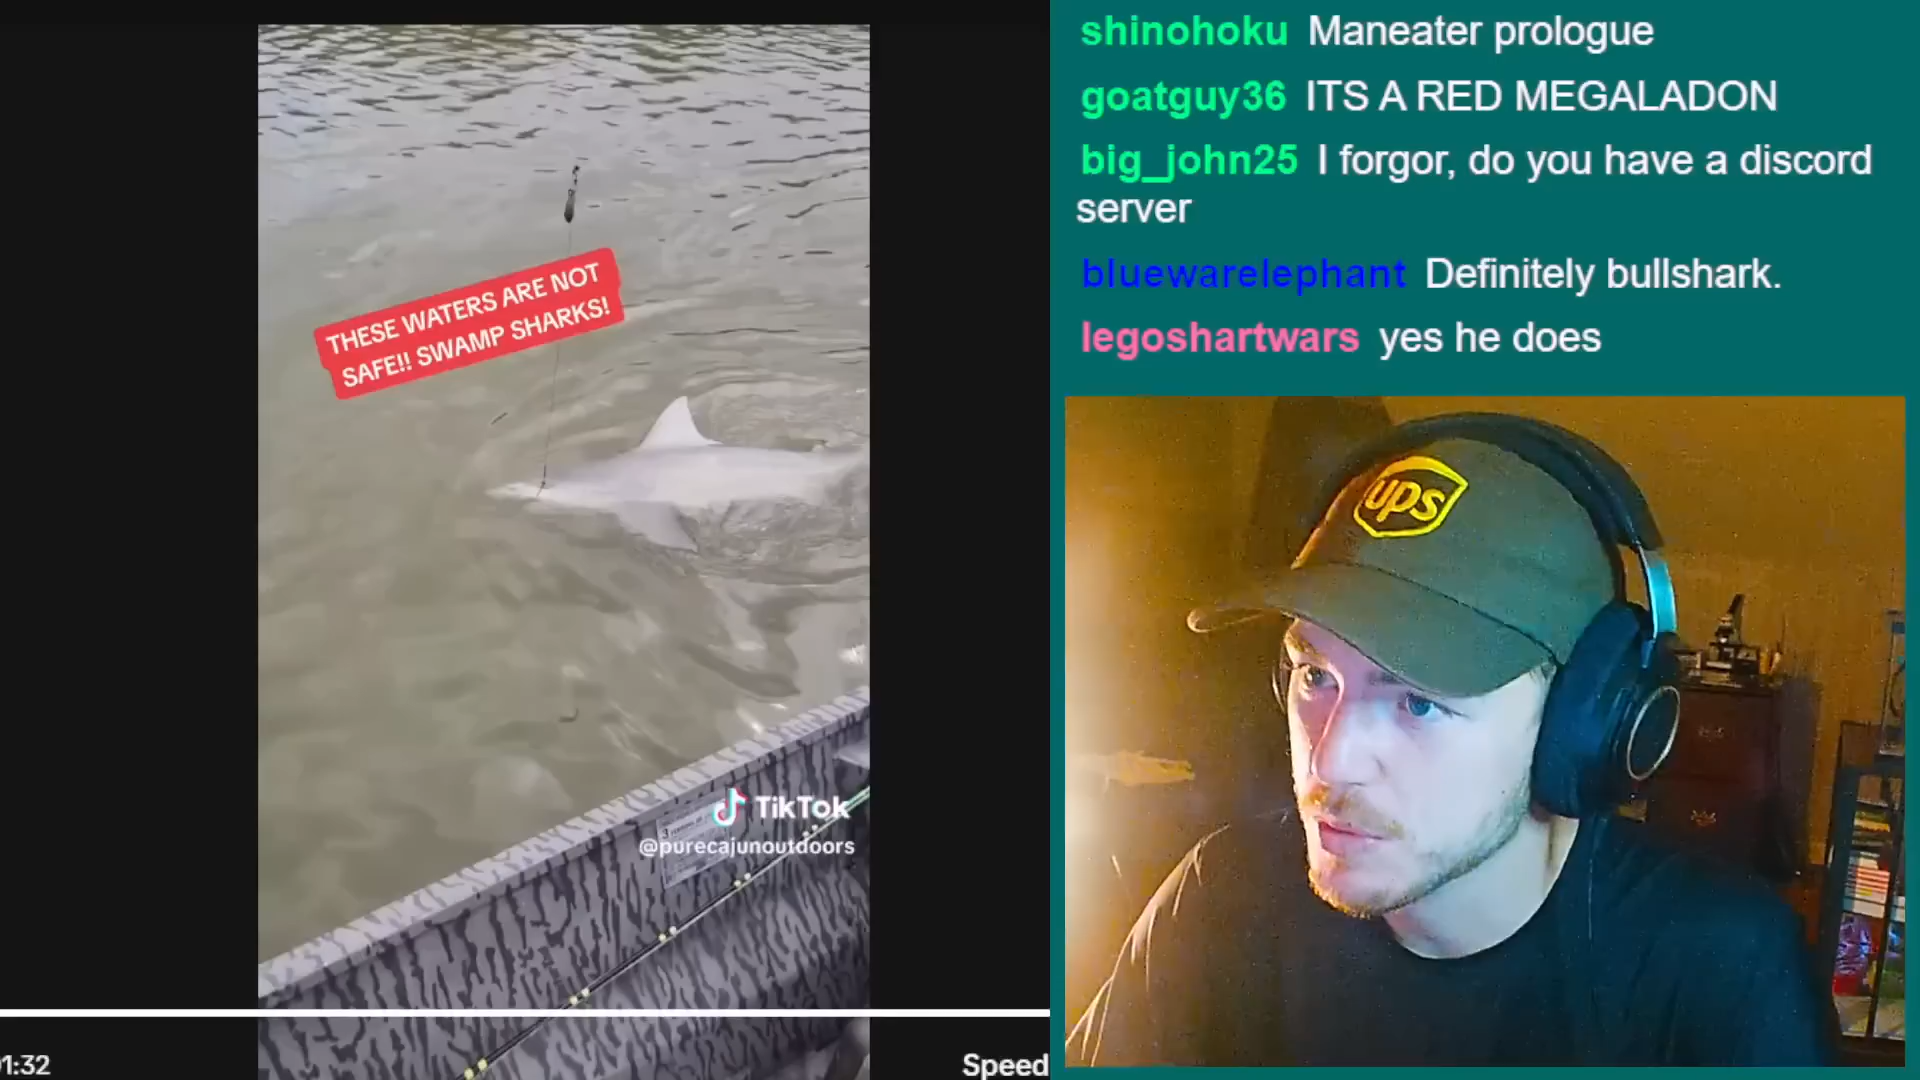 shinohoku Maneater prologue
goatguy36 ITS A RED MEGALADON
big_john25 I forgor, do you have a discord
server
bluewarelephant Definitely bullshark.
legoshartwars yes he does
THESE WATERS ARE NOT
SAFE!! SWAMP SHARKS!
ups
TikTok
@purecajunoutdoors
1:32
Speed